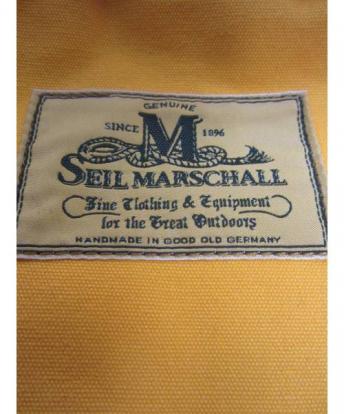 GENUINE
SINCE M 1896
SEIL MARSCHALL
Fine Clothing & Equipment
for the Great Outdoors
HANDMADE IN GOOD OLD GERMANY